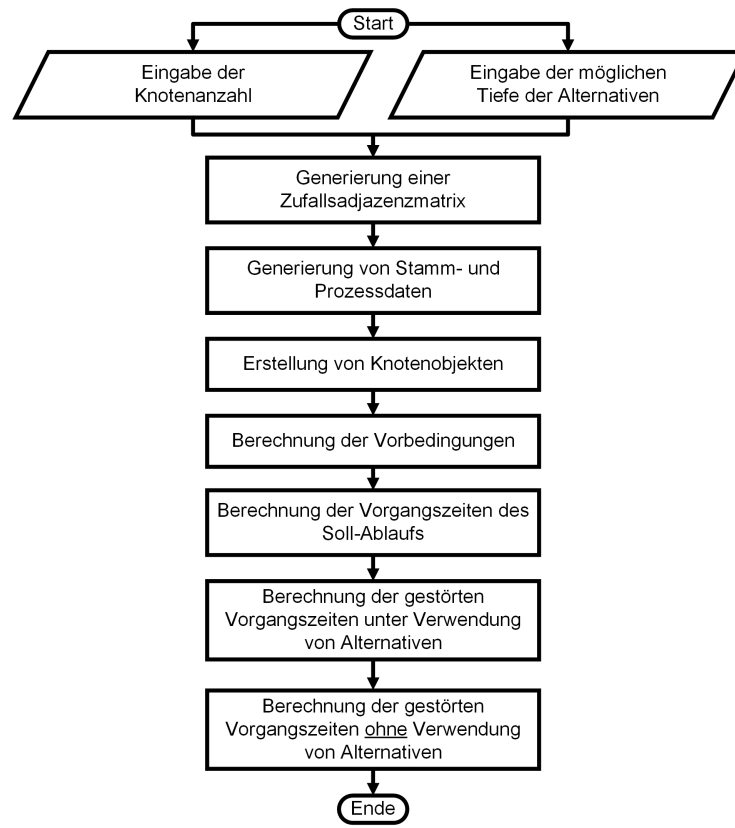 Start
Eingabe der
Knotenanzahl
Eingabe der möglichen
Tiefe der Alternativen
Generierung einer
Zufallsadjazenzmatrix
Generierung von Stamm- und
Prozessdaten
Erstellung von Knotenobjekten
Berechnung der Vorbedingungen
Berechnung der Vorgangszeiten des
Soll-Ablaufs
Berechnung der gestörten
Vorgangszeiten unter Verwendung
von Alternativen
Berechnung der gestörten
Vorgangszeiten ohne Verwendung
von Alternativen
Ende